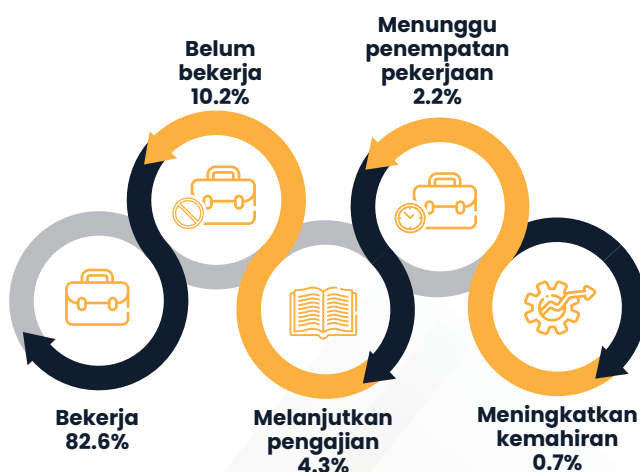 Belum
bekerja
10.2%
Menunggu
penempatan
pekerjaan
2.2%
Bekerja
82.6%
Melanjutkan
pengajian
4.3%
Meningkatkan
kemahiran
0.7%